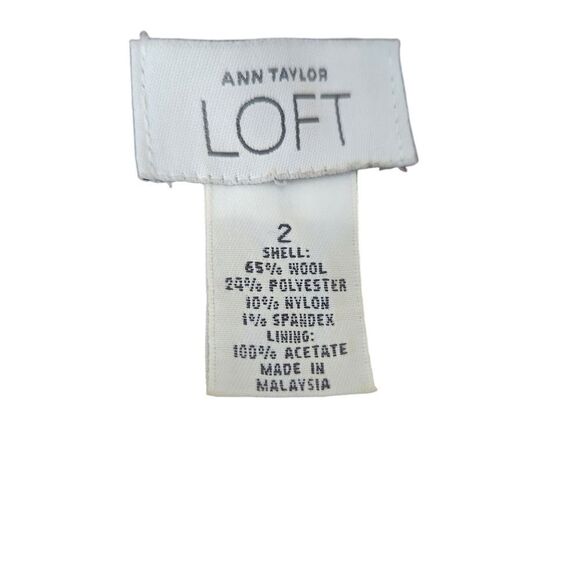 ANN TAYLOR
LOFT
2
SHELL:
65% WOOL
24% POLYESTER
10% NYLON
1% SPANDEX
LINING:
100% ACETATE
MADE IN
MALAYSIA